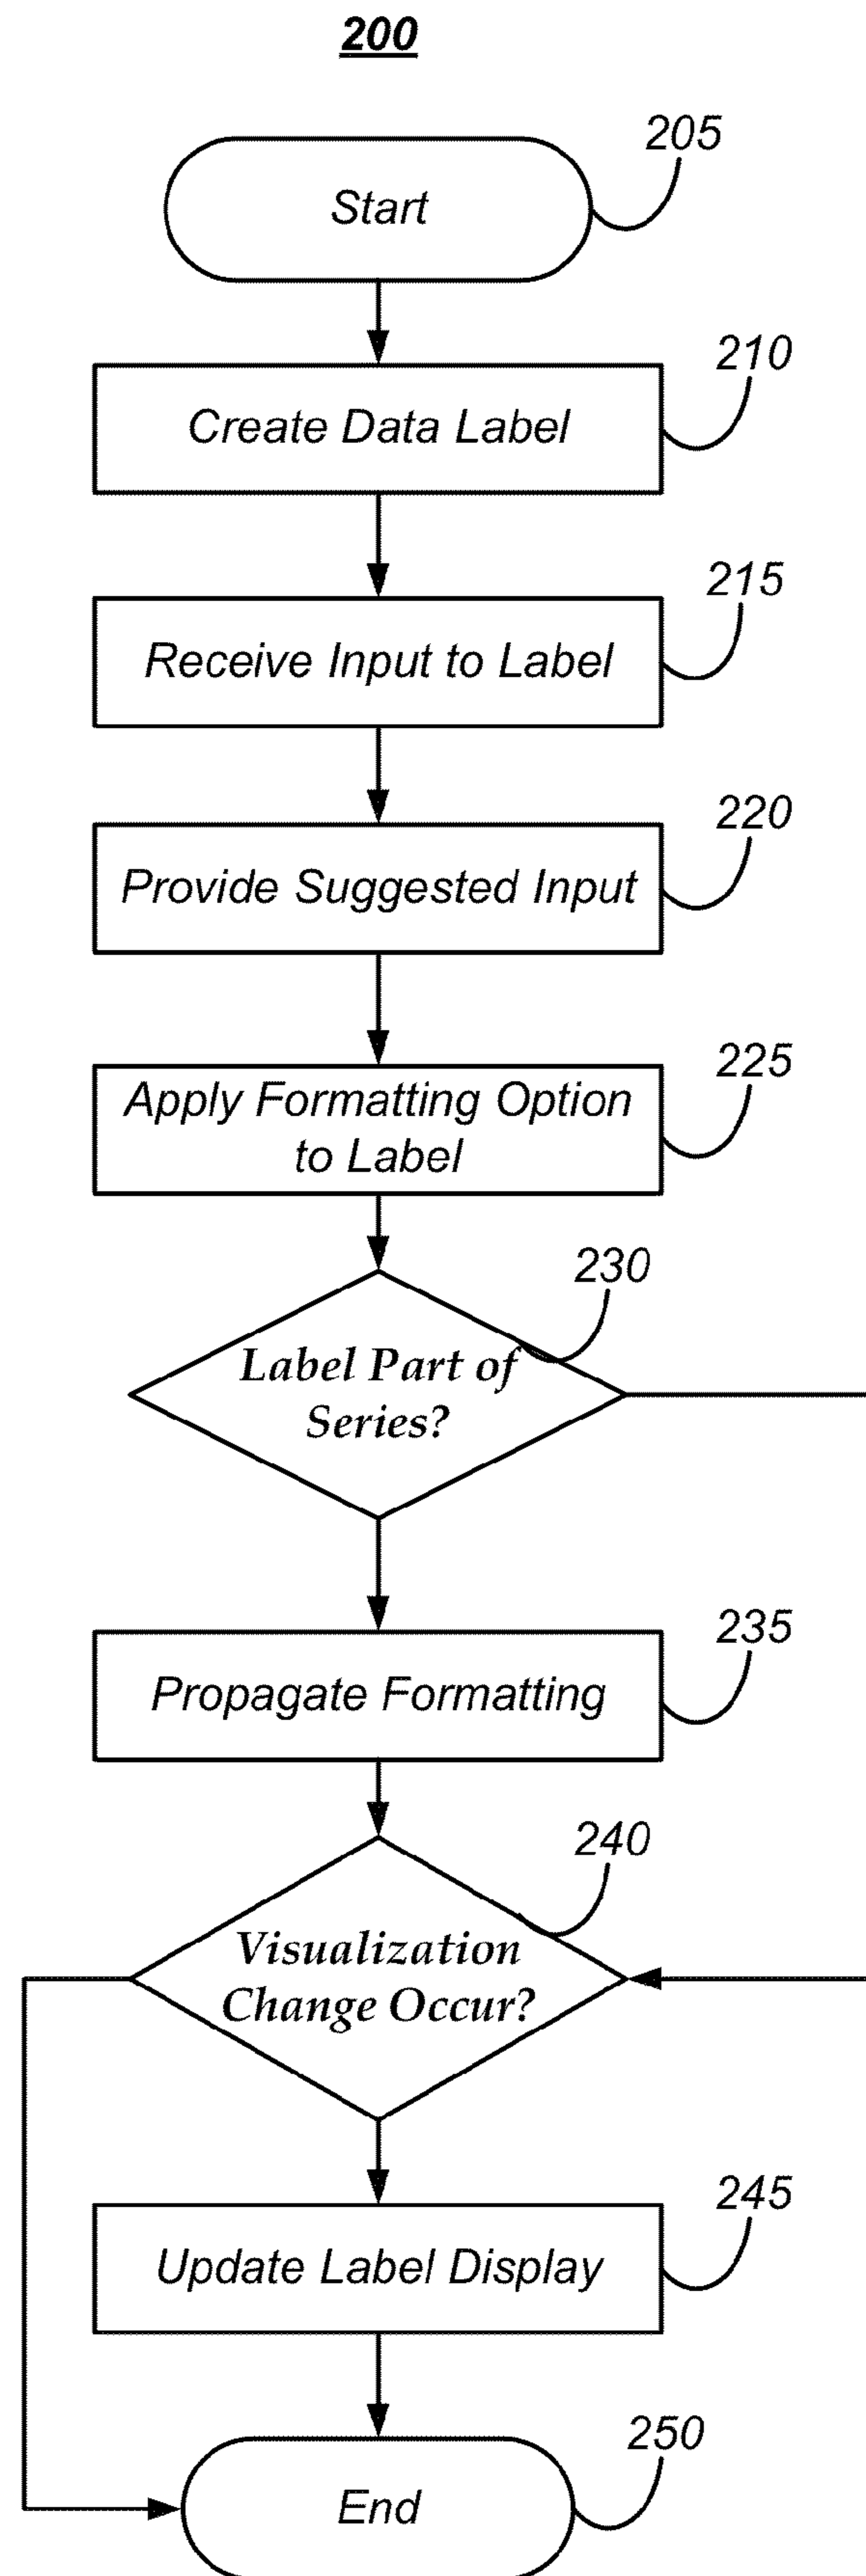 200
205
Start
210
Create Data Label
215
Receive Input to Label
220
Provide Suggested Input
225
Apply Formatting Option
to Label
230
Label Part of
Series?
235
Propagate Formatting
240
Visualization
Change Occur?
245
Update Label Display
250
End